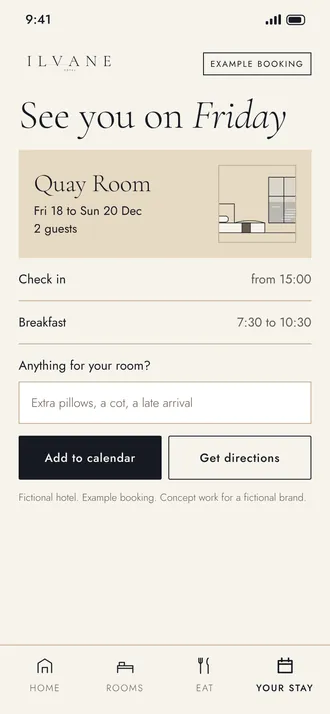 9:41
ILVANE
EXAMPLE BOOKING
See you on Friday
Quay Room
Fri 18 to Sun 20 Dec
2 guests
Check in
from 15:00
Breakfast
7:30 to 10:30
Anything for your room?
Extra pillows, a cot, a late arrival
Add to calendar
Get directions
Fictional hotel. Example booking. Concept work for a fictional brand.
HOME
ROOMS
EAT
YOUR STAY